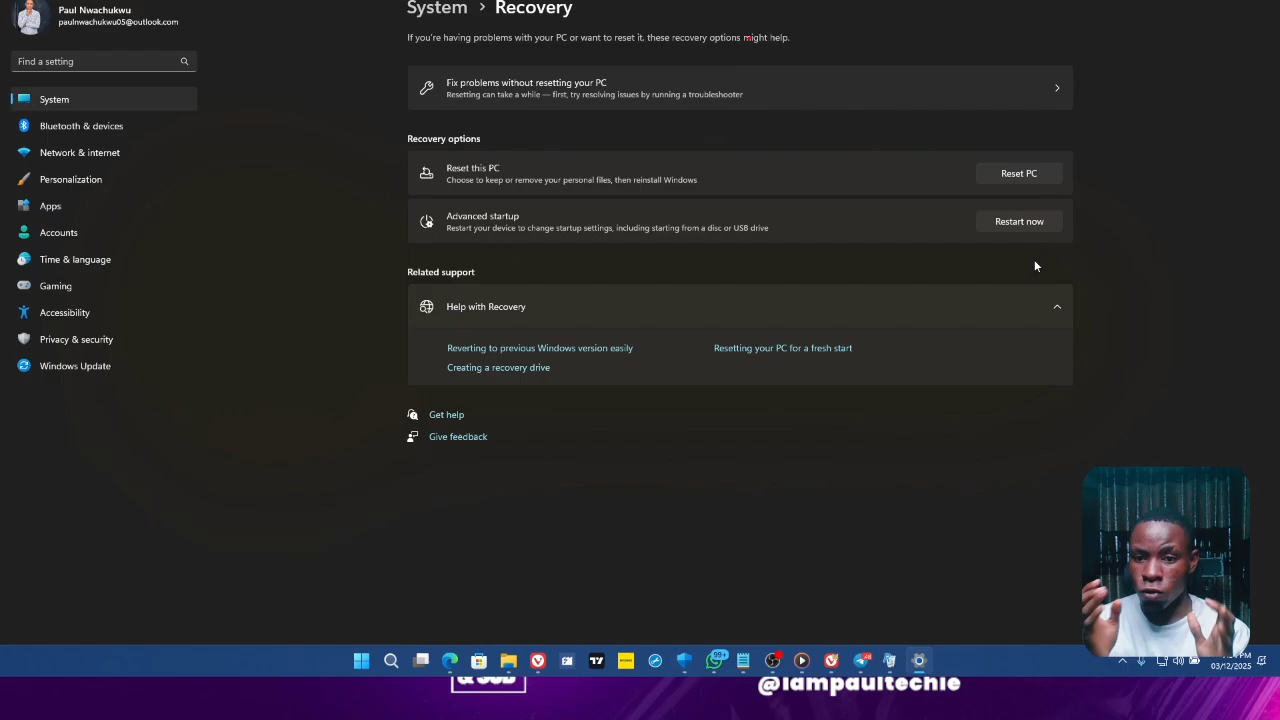 Paul Nwachukwu
paulnwachukwu05@outlook.com
Find a setting
System
Bluetooth & devices
Network & internet
Personalization
Apps
Accounts
Time & language
Gaming
Accessibility
Privacy & security
Windows Update
System > Recovery
If you're having problems with your PC or want to reset it, these recovery options might help.
Fix problems without resetting your PC
Resetting can take a while — first, try resolving issues by running a troubleshooter
Recovery options
Reset this PC
Choose to keep or remove your personal files, then reinstall Windows
Reset PC
Advanced startup
Restart your device to change startup settings, including starting from a disc or USB drive
Restart now
Related support
Help with Recovery
Reverting to previous Windows version easily
Resetting your PC for a fresh start
Creating a recovery drive
Get help
Give feedback
99+
03/12/2025
& SUB
@Iampaultechie